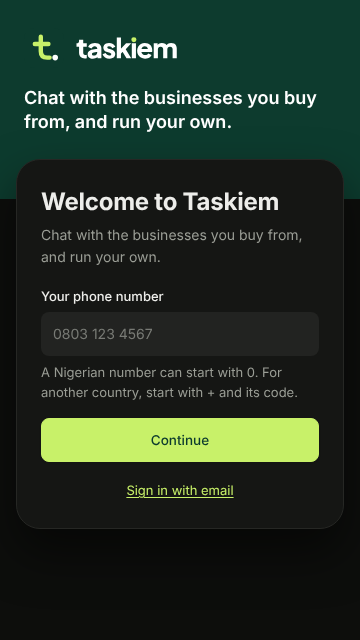 taskiem
Chat with the businesses you buy
from, and run your own.
Welcome to Taskiem
Chat with the businesses you buy from,
and run your own.
Your phone number
0803 123 4567
A Nigerian number can start with 0. For
another country, start with + and its code.
Continue
Sign in with email